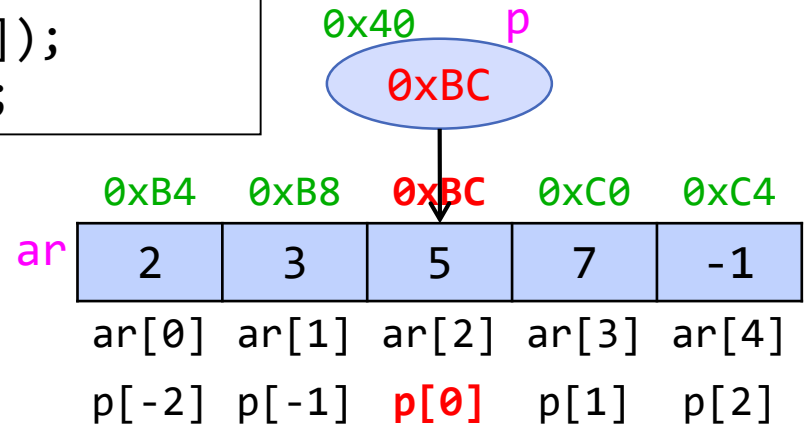 ]);
;
0x40 p
0xBC
0xB4 0xB8 0xBC 0xC0 0xC4
ar 2 3 5 7 -1
ar[0] ar[1] ar[2] ar[3] ar[4]
p[-2] p[-1] p[0] p[1] p[2]